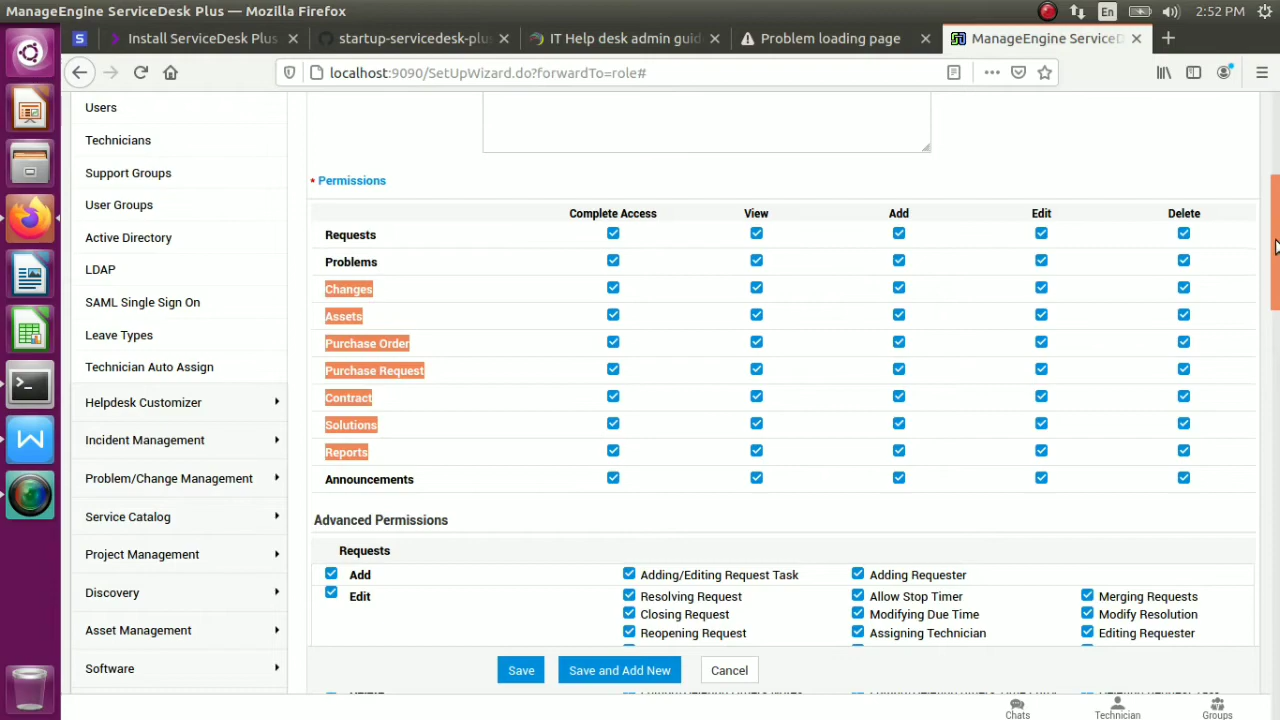 ManageEngine ServiceDesk Plus — Mozilla Firefox
En
2:52 PM
S
Install ServiceDesk Plus
startup-servicedesk-plus
IT Help desk admin guid
Problem loading page
ManageEngine ServiceD
localhost:9090/SetUpWizard.do?forwardTo=role#
Users
Technicians
Support Groups
User Groups
Active Directory
LDAP
SAML Single Sign On
Leave Types
Technician Auto Assign
Helpdesk Customizer
Incident Management
Problem/Change Management
Service Catalog
Project Management
Discovery
Asset Management
Software
* Permissions
Complete Access View Add Edit Delete
Requests
Problems
Changes
Assets
Purchase Order
Purchase Request
Contract
Solutions
Reports
Announcements
Advanced Permissions
Requests
Add Adding/Editing Request Task Adding Requester
Edit Resolving Request Allow Stop Timer Merging Requests
Closing Request Modifying Due Time Modify Resolution
Reopening Request Assigning Technician Editing Requester
Save Save and Add New Cancel
Chats Technician Groups